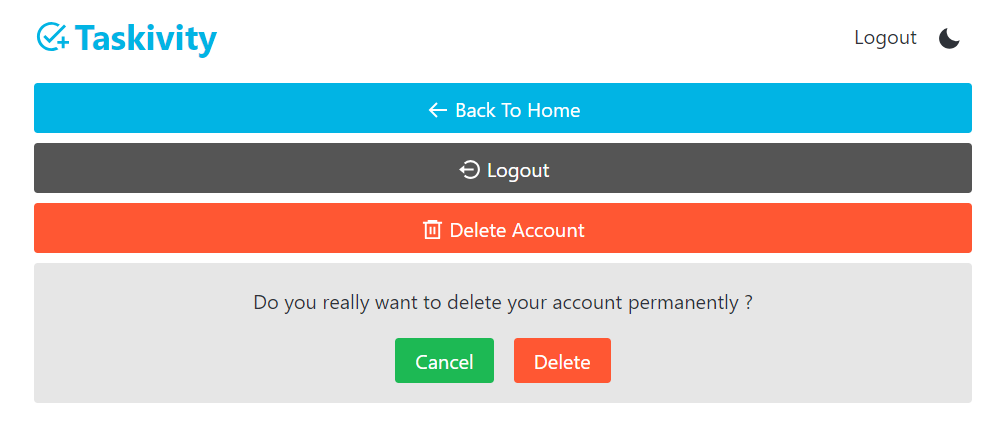 Taskivity
Logout
Back To Home
Logout
Delete Account
Do you really want to delete your account permanently ?
Cancel
Delete